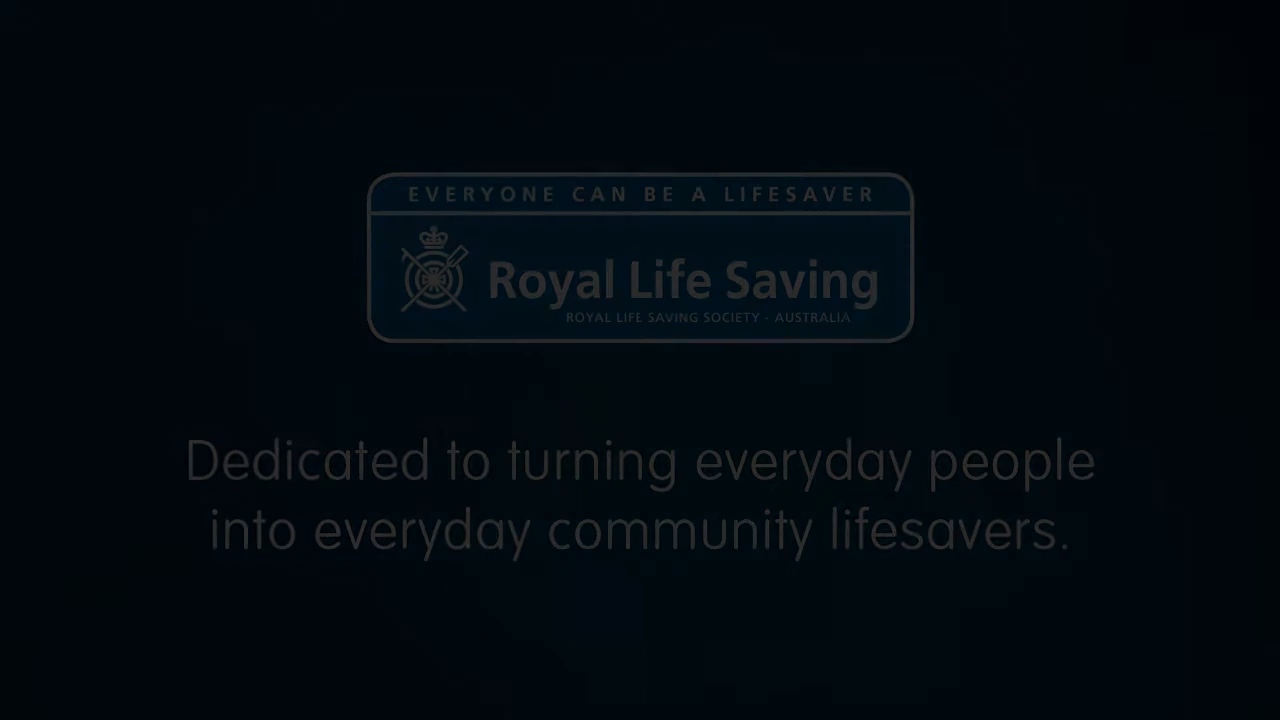 EVERYONE CAN BE A LIFESAVER
Royal Life Saving
ROYAL LIFE SAVING SOCIETY - AUSTRALIA
Dedicated to turning everyday people
into everyday community lifesavers.